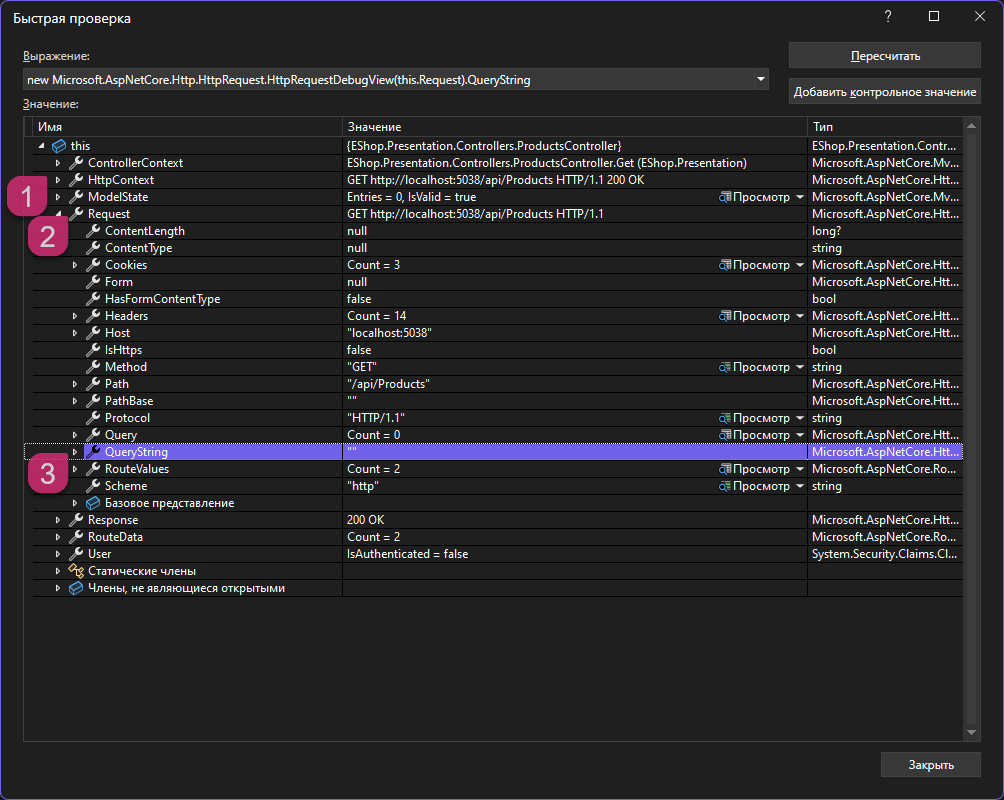 Быстрая проверка
?
Выражение:
Пересчитать
new Microsoft.AspNetCore.Http.HttpRequest.HttpRequestDebugView(this.Request).QueryString
Добавить контрольное значение
Значение:
Имя Значение Тип
this {EShop.Presentation.Controllers.ProductsController} EShop.Presentation.Contr...
ControllerContext EShop.Presentation.Controllers.ProductsController.Get (EShop.Presentation) Microsoft.AspNetCore.Mv...
HttpContext GET http://localhost:5038/api/Products HTTP/1.1 200 OK Microsoft.AspNetCore.Htt...
1 ModelState Entries = 0, IsValid = true Просмотр Microsoft.AspNetCore.Mv...
Request GET http://localhost:5038/api/Products HTTP/1.1 Microsoft.AspNetCore.Htt...
2 ContentLength null long?
ContentType null string
Cookies Count = 3 Просмотр Microsoft.AspNetCore.Htt...
Form null Microsoft.AspNetCore.Htt...
HasFormContentType false bool
Headers Count = 14 Просмотр Microsoft.AspNetCore.Htt...
Host "localhost:5038" Microsoft.AspNetCore.Htt...
IsHttps false bool
Method "GET" Просмотр string
Path "/api/Products" Microsoft.AspNetCore.Htt...
PathBase "" Microsoft.AspNetCore.Htt...
Protocol "HTTP/1.1" Просмотр string
Query Count = 0 Просмотр Microsoft.AspNetCore.Htt...
QueryString "" Microsoft.AspNetCore.Htt...
3 RouteValues Count = 2 Просмотр Microsoft.AspNetCore.Ro...
Scheme "http" Просмотр string
Базовое представление
Response 200 OK Microsoft.AspNetCore.Htt...
RouteData Count = 2 Microsoft.AspNetCore.Ro...
User IsAuthenticated = false System.Security.Claims.Cl...
Статические члены
Члены, не являющиеся открытыми
Закрыть